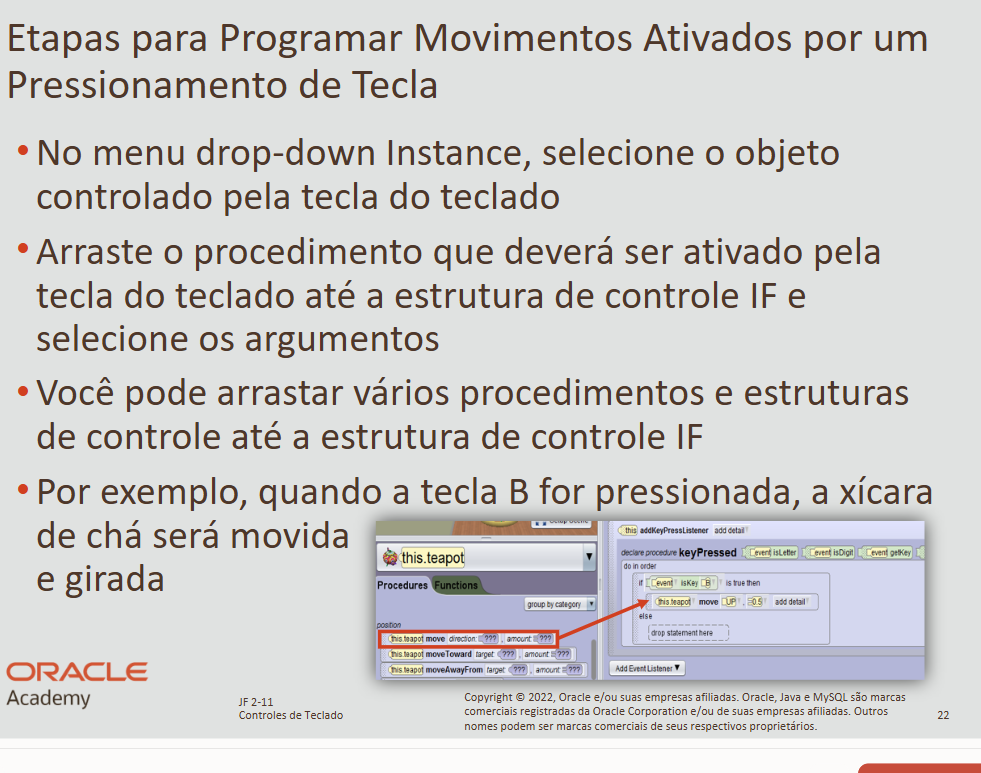 Etapas para Programar Movimentos Ativados por um
Pressionamento de Tecla
• No menu drop-down Instance, selecione o objeto
controlado pela tecla do teclado
• Arraste o procedimento que deverá ser ativado pela
tecla do teclado até a estrutura de controle IF e
selecione os argumentos
• Você pode arrastar vários procedimentos e estruturas
de controle até a estrutura de controle IF
• Por exemplo, quando a tecla B for pressionada, a xícara
de chá será movida
e girada
this.teapot
Procedures Functions
group by category
position
this.teapot move direction: ??? , amount: ???
this.teapot moveToward target: ??? , amount: ???
this.teapot moveAwayFrom target: ??? , amount: ???
this addKeyPressListener add detail
declare procedure keyPressed event isLetter event isDigit event getKey
do in order
if event isKey B is true then
this.teapot move UP , 0.5 add detail
else
drop statement here
Add Event Listener
ORACLE
Academy
JF 2-11
Controles de Teclado
Copyright © 2022, Oracle e/ou suas empresas afiliadas. Oracle, Java e MySQL são marcas
comerciais registradas da Oracle Corporation e/ou de suas empresas afiliadas. Outros
nomes podem ser marcas comerciais de seus respectivos proprietários.
22